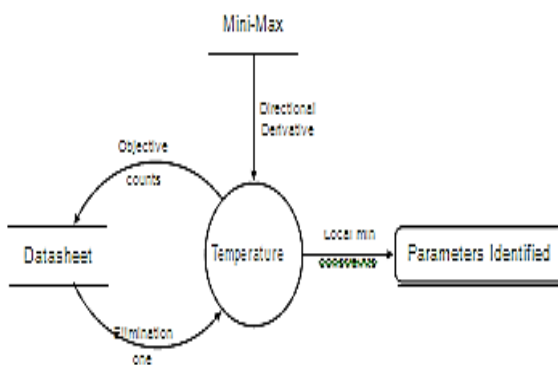 Mini-Max
Directional
Derivative
Objective
counts
Datasheet
Temperature
Local min
Parameters Identified
Elimination
one